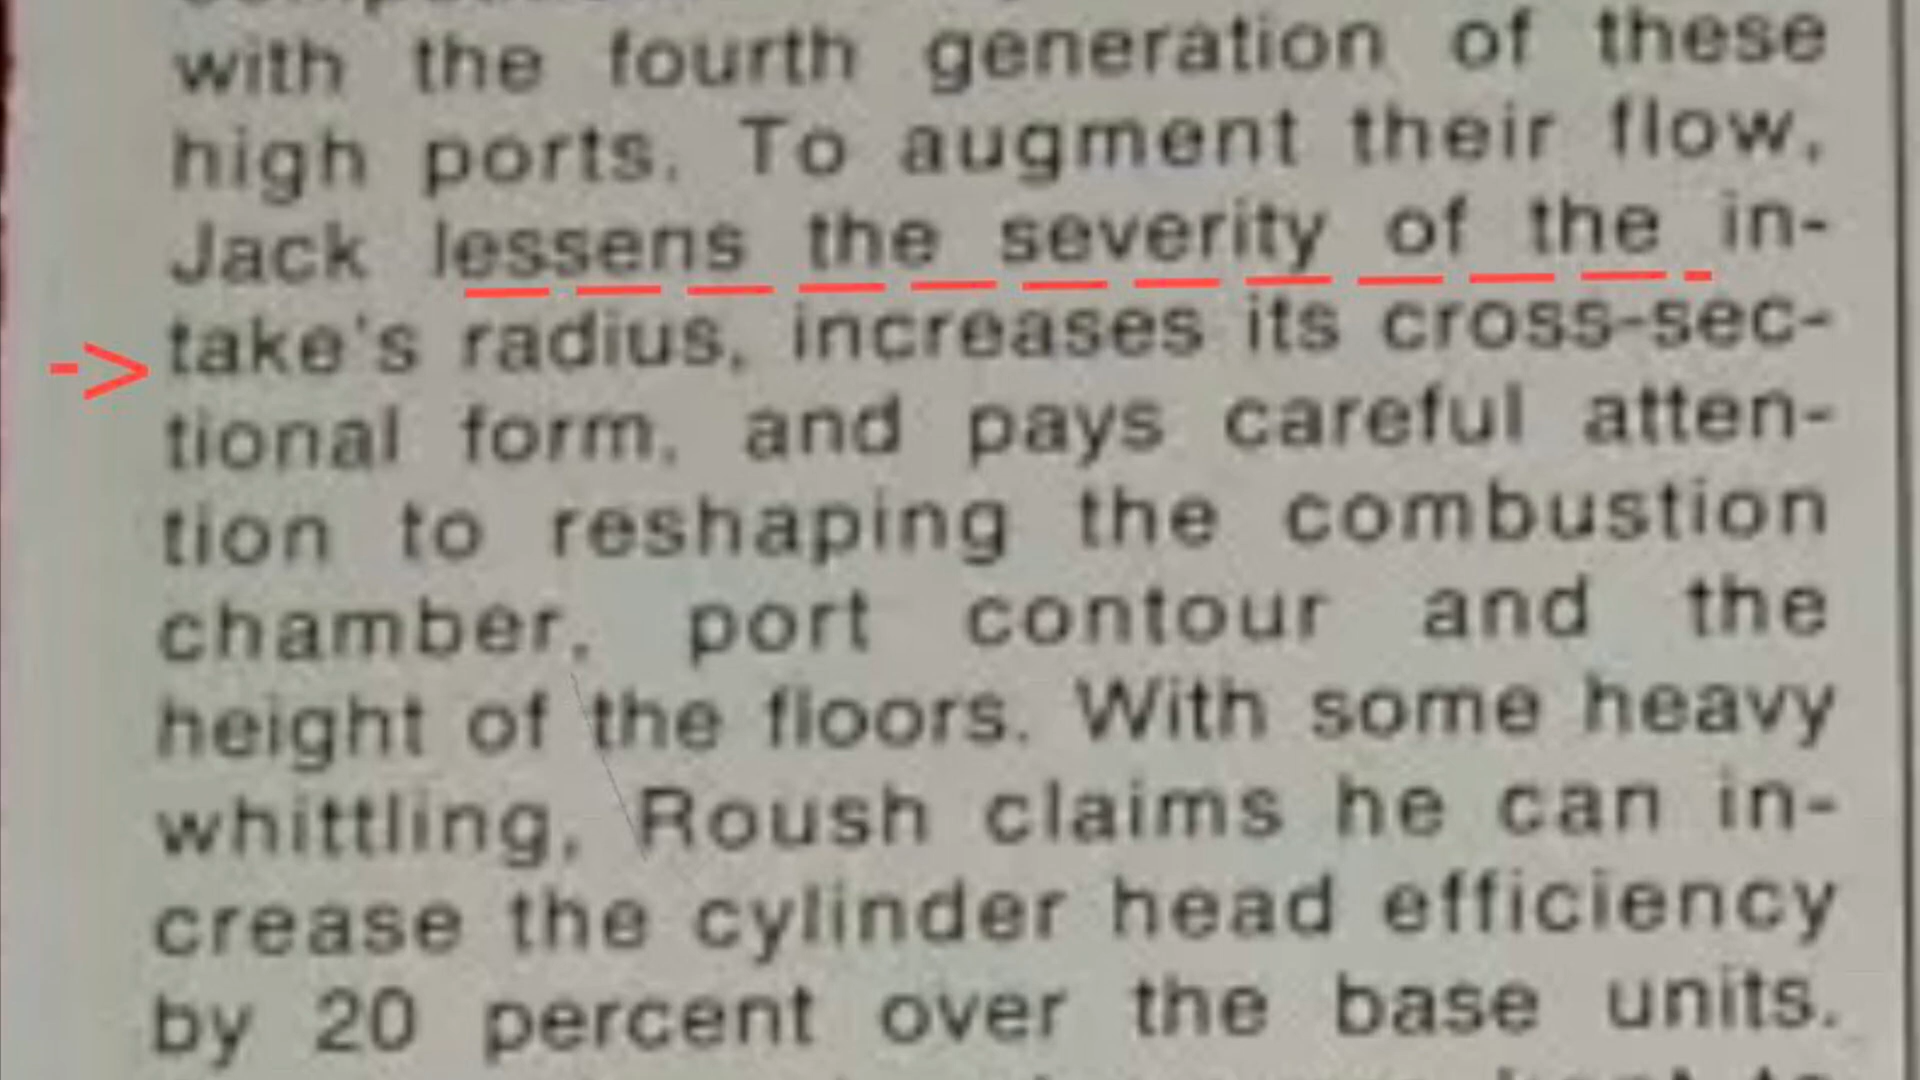 with the fourth generation of these
high ports. To augment their flow,
Jack lessens the severity of the in-
take's radius, increases its cross-sec-
tional form, and pays careful atten-
tion to reshaping the combustion
chamber, port contour and the
height of the floors. With some heavy
whittling, Roush claims he can in-
crease the cylinder head efficiency
by 20 percent over the base units.